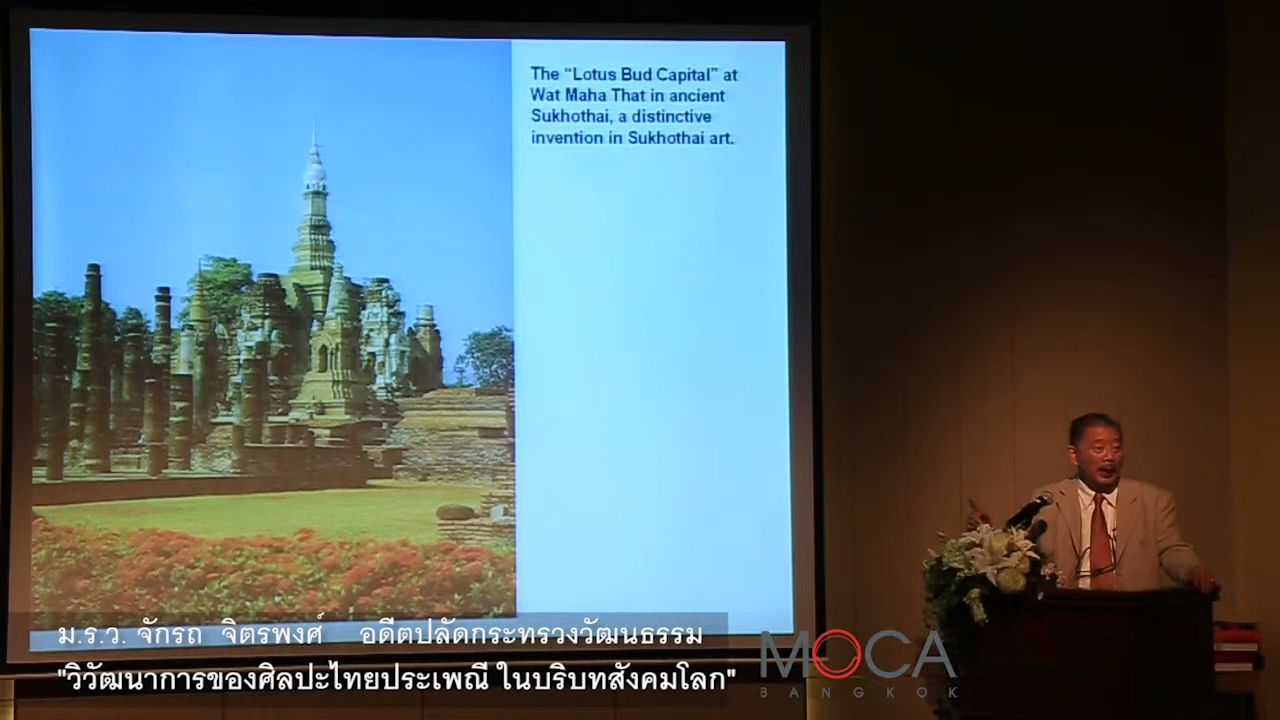 The “Lotus Bud Capital” at
Wat Maha That in ancient
Sukhothai, a distinctive
invention in Sukhothai art.
ม.ร.ว. จักรถ จิตรพงศ์ อดีตปลัดกระทรวงวัฒนธรรม
"วิวัฒนาการของศิลปะไทยประเพณี ในบริบทสังคมโลก"
MOCA
BANGKOK